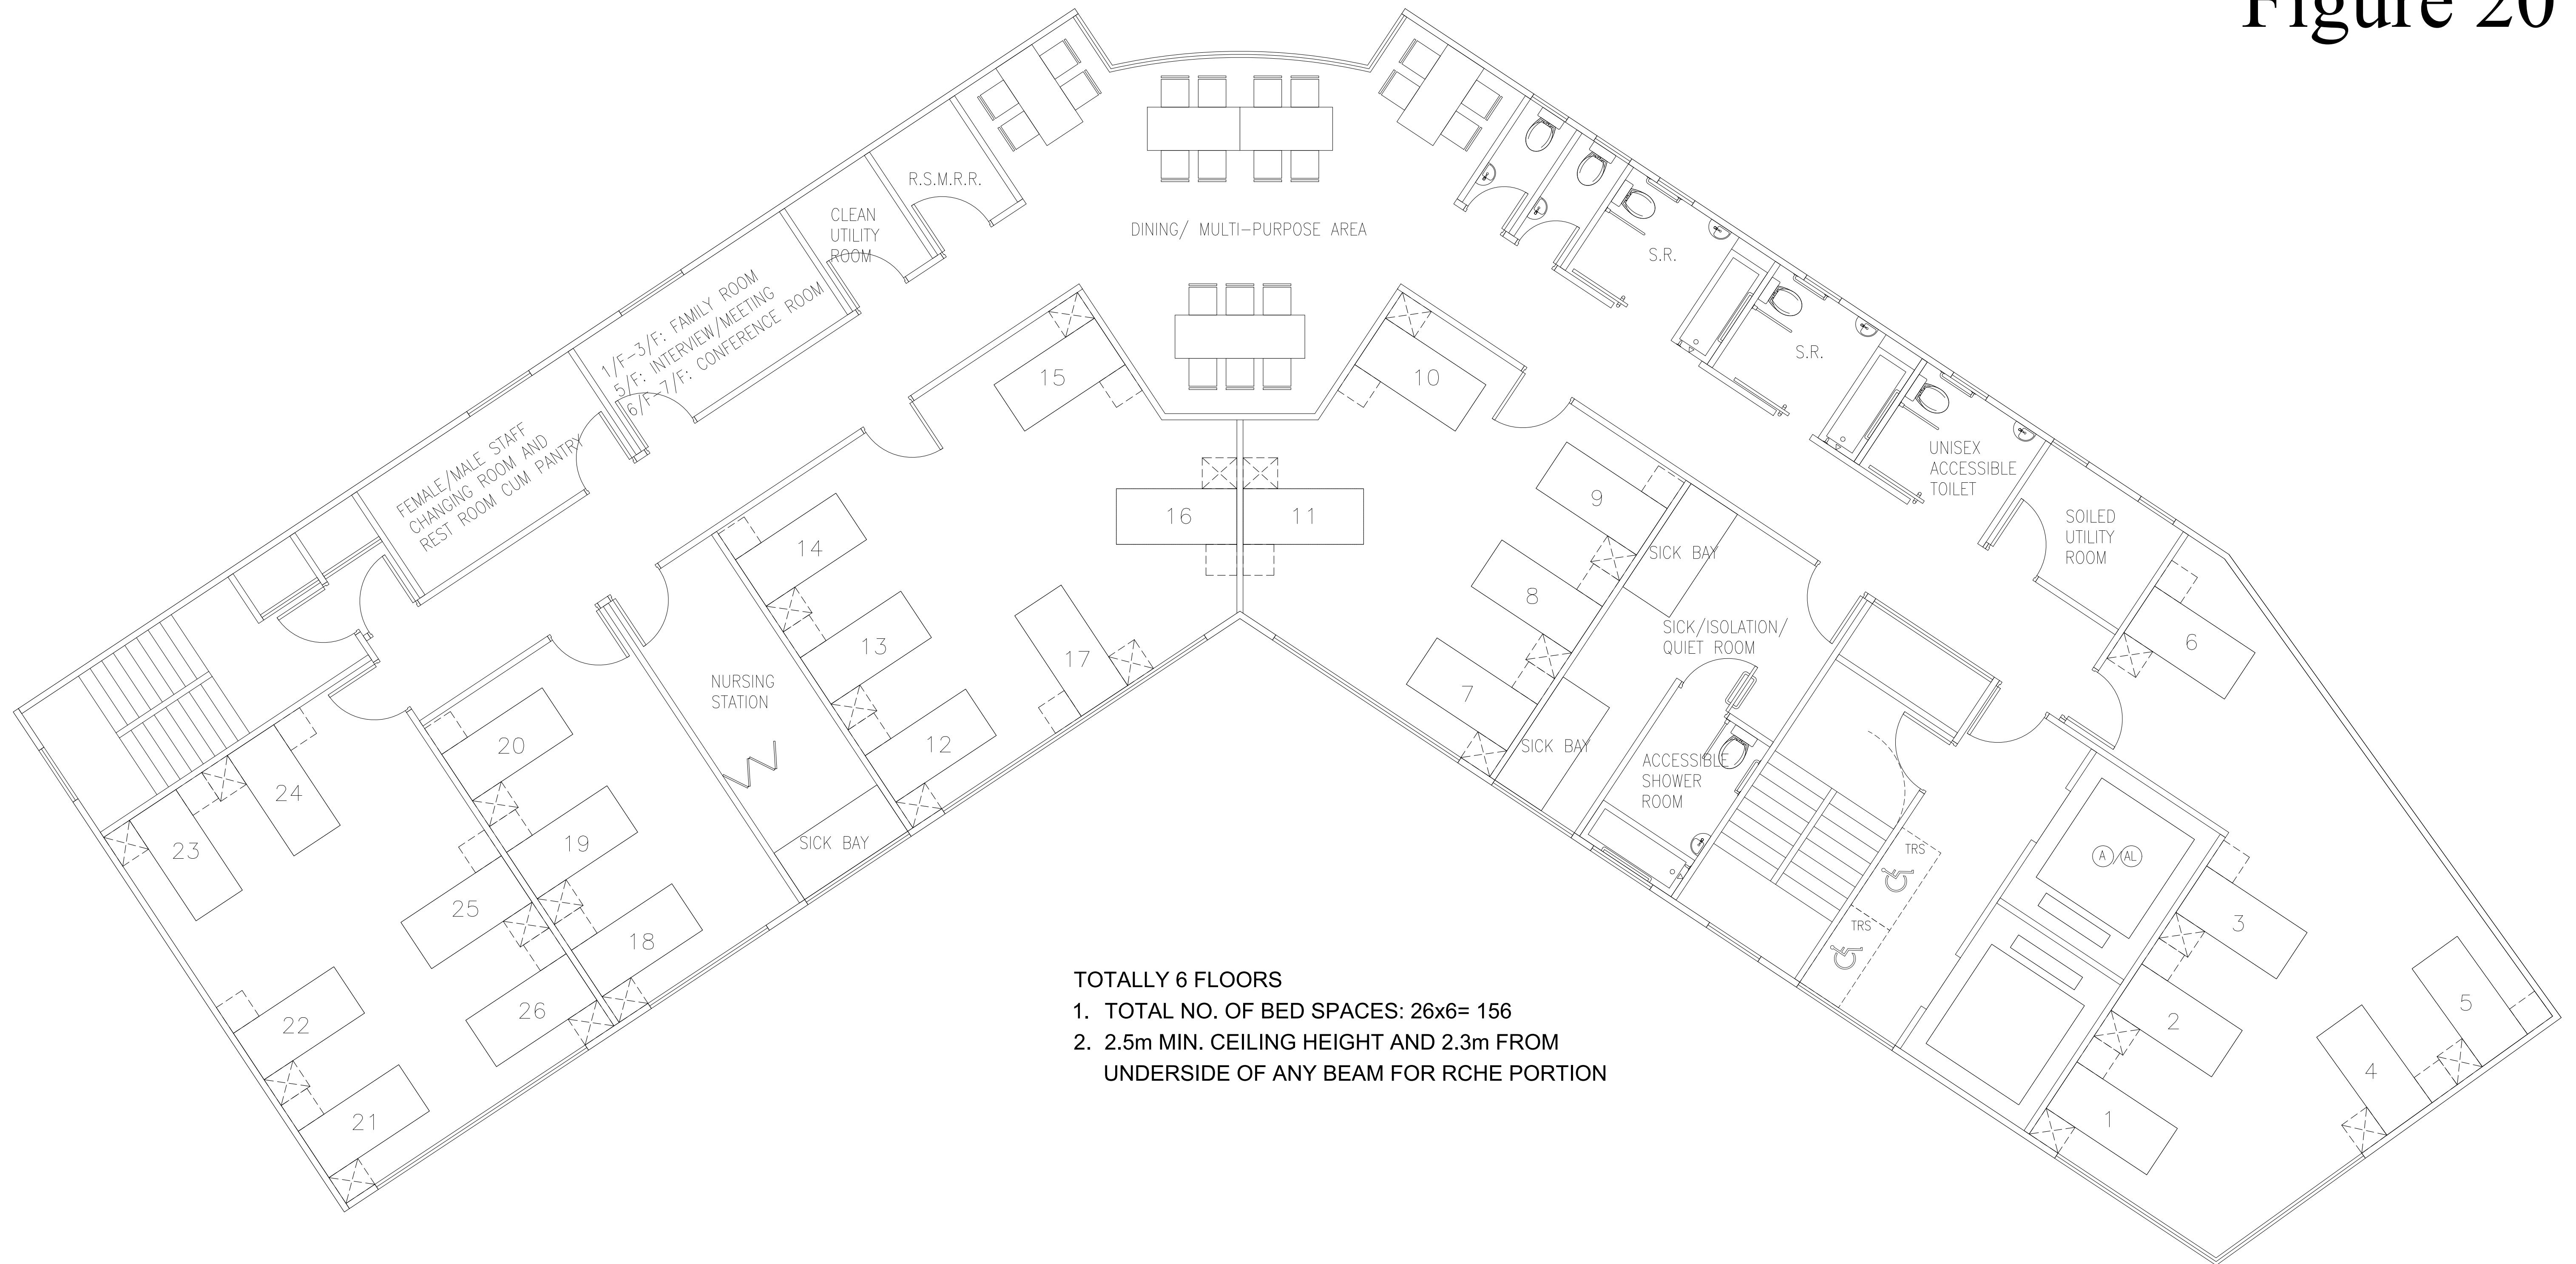 Figure 20
R.S.M.R.R.
CLEAN
UTILITY
ROOM
DINING/ MULTI-PURPOSE AREA
S.R.
1/F-3/F: FAMILY ROOM
5/F: INTERVIEW/MEETING
6/F-7/F: CONFERENCE ROOM
S.R.
15
10
FEMALE/MALE STAFF
CHANGING ROOM AND
REST ROOM CUM PANTRY
UNISEX
ACCESSIBLE
TOILET
9
16
11
SOILED
UTILITY
ROOM
14
SICK BAY
8
13
17
SICK/ISOLATION/
QUIET ROOM
6
NURSING
STATION
7
20
12
SICK BAY
ACCESSIBLE
SHOWER
ROOM
24
23
19
SICK BAY
TRS
A/AL
25
18
TRS
3
26
22
2
5
21
1
4
TOTALLY 6 FLOORS
1. TOTAL NO. OF BED SPACES: 26x6= 156
2. 2.5m MIN. CEILING HEIGHT AND 2.3m FROM
UNDERSIDE OF ANY BEAM FOR RCHE PORTION